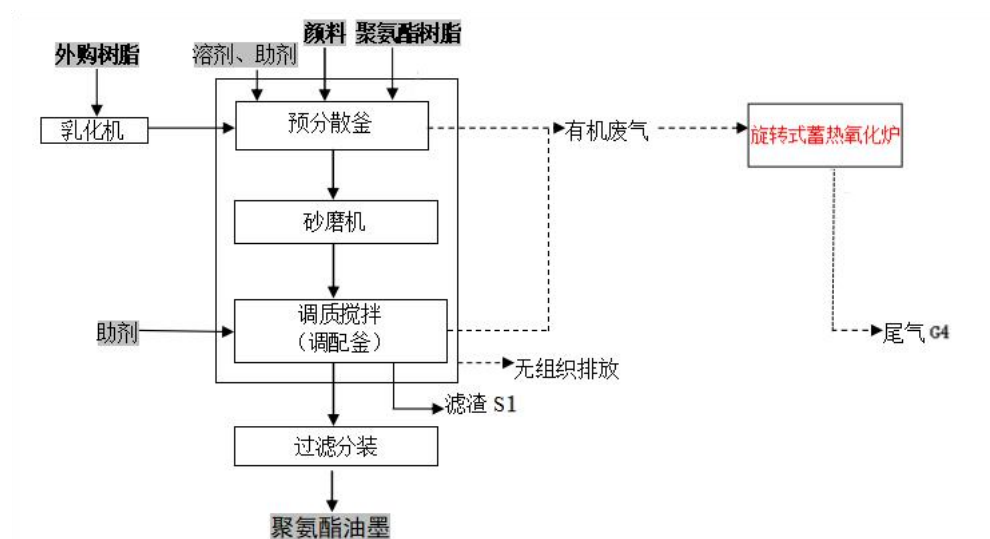 颜料
聚氨酯树脂
外购树脂
溶剂、助剂
乳化机
预分散釜
有机废气
旋转式蓄热氧化炉
砂磨机
调质搅拌
（调配釜）
助剂
尾气 G4
无组织排放
滤渣 S1
过滤分装
聚氨酯油墨